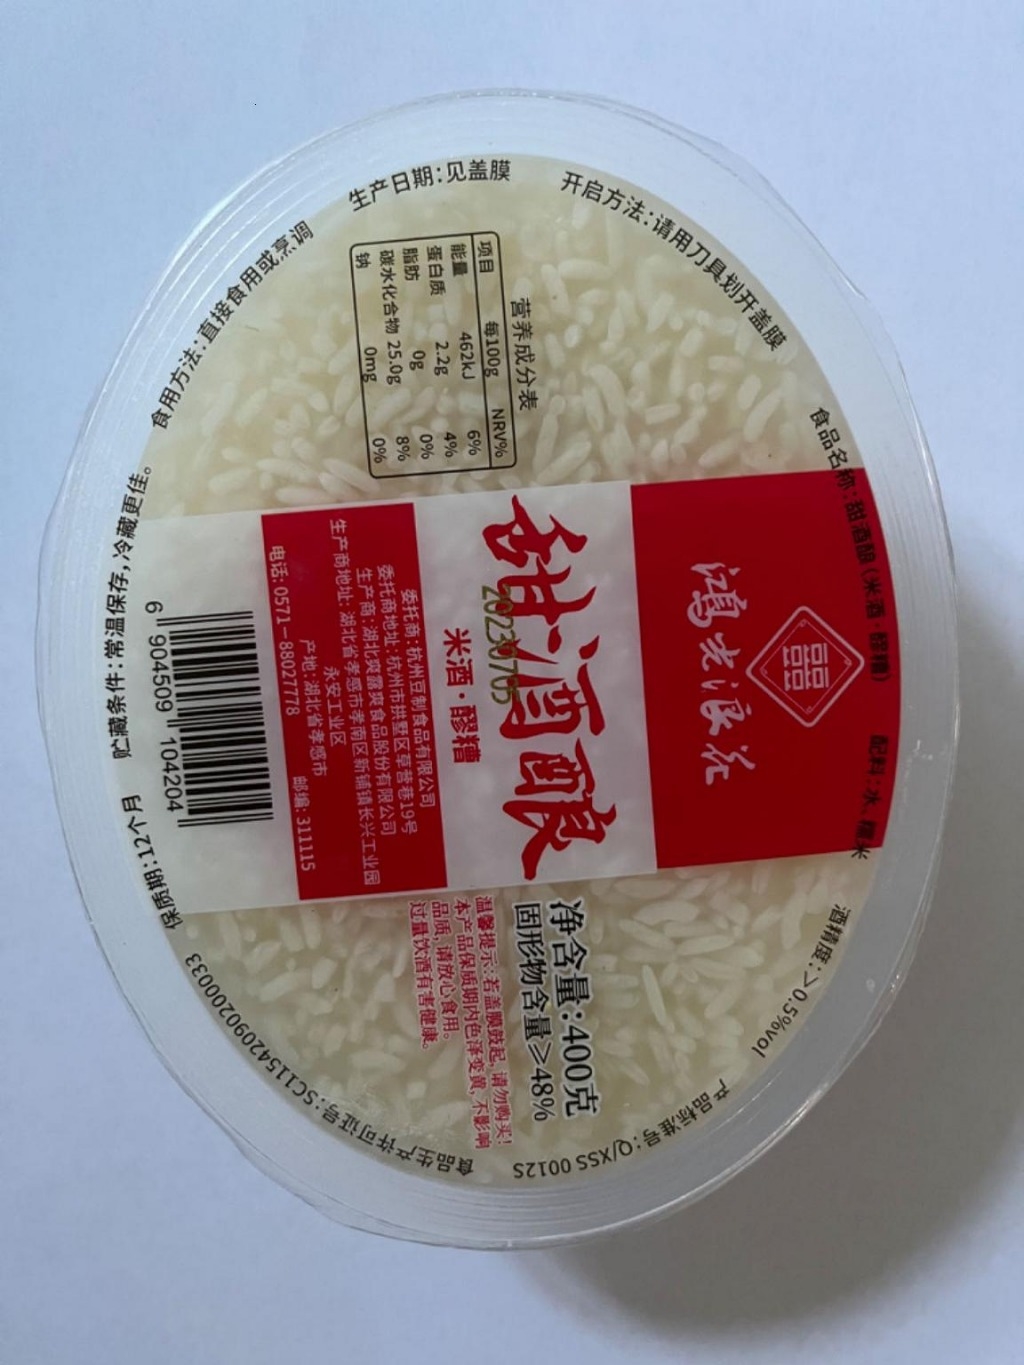 鸿光浪花
甜酒酿
20230705
米酒·醪糟
委托商:杭州豆制食品有限公司
委托商地址:杭州市拱墅区草营巷19号
生产商:湖北爽露爽食品股份有限公司
生产商地址:湖北省孝感市孝南区新铺镇长兴工业园
永安工业区
产地:湖北省孝感市
电话:0571-88027778 邮编:311115
6 904509 104204
营养成分表
项目 每100g NRV%
能量 462kJ 6%
蛋白质 2.2g 4%
脂肪 0g 0%
碳水化合物 25.0g 8%
钠 0mg 0%
净含量:400克
固形物含量≥48%
温馨提示:若盖膜鼓起,请勿购买!
本产品保质期内色泽变黄,不影响
品质,请放心食用。
过量饮酒有害健康。
贮藏条件:常温保存,冷藏更佳。
食用方法:直接食用或烹调
生产日期:见盖膜
开启方法:请用刀具划开盖膜
食品名称:甜酒酿(米酒·醪糟)
配料:水、糯米
酒精度:>0.5%vol
产品标准号:Q/XSS 0012S
食品生产许可证号:SC11542090200033
保质期:12个月